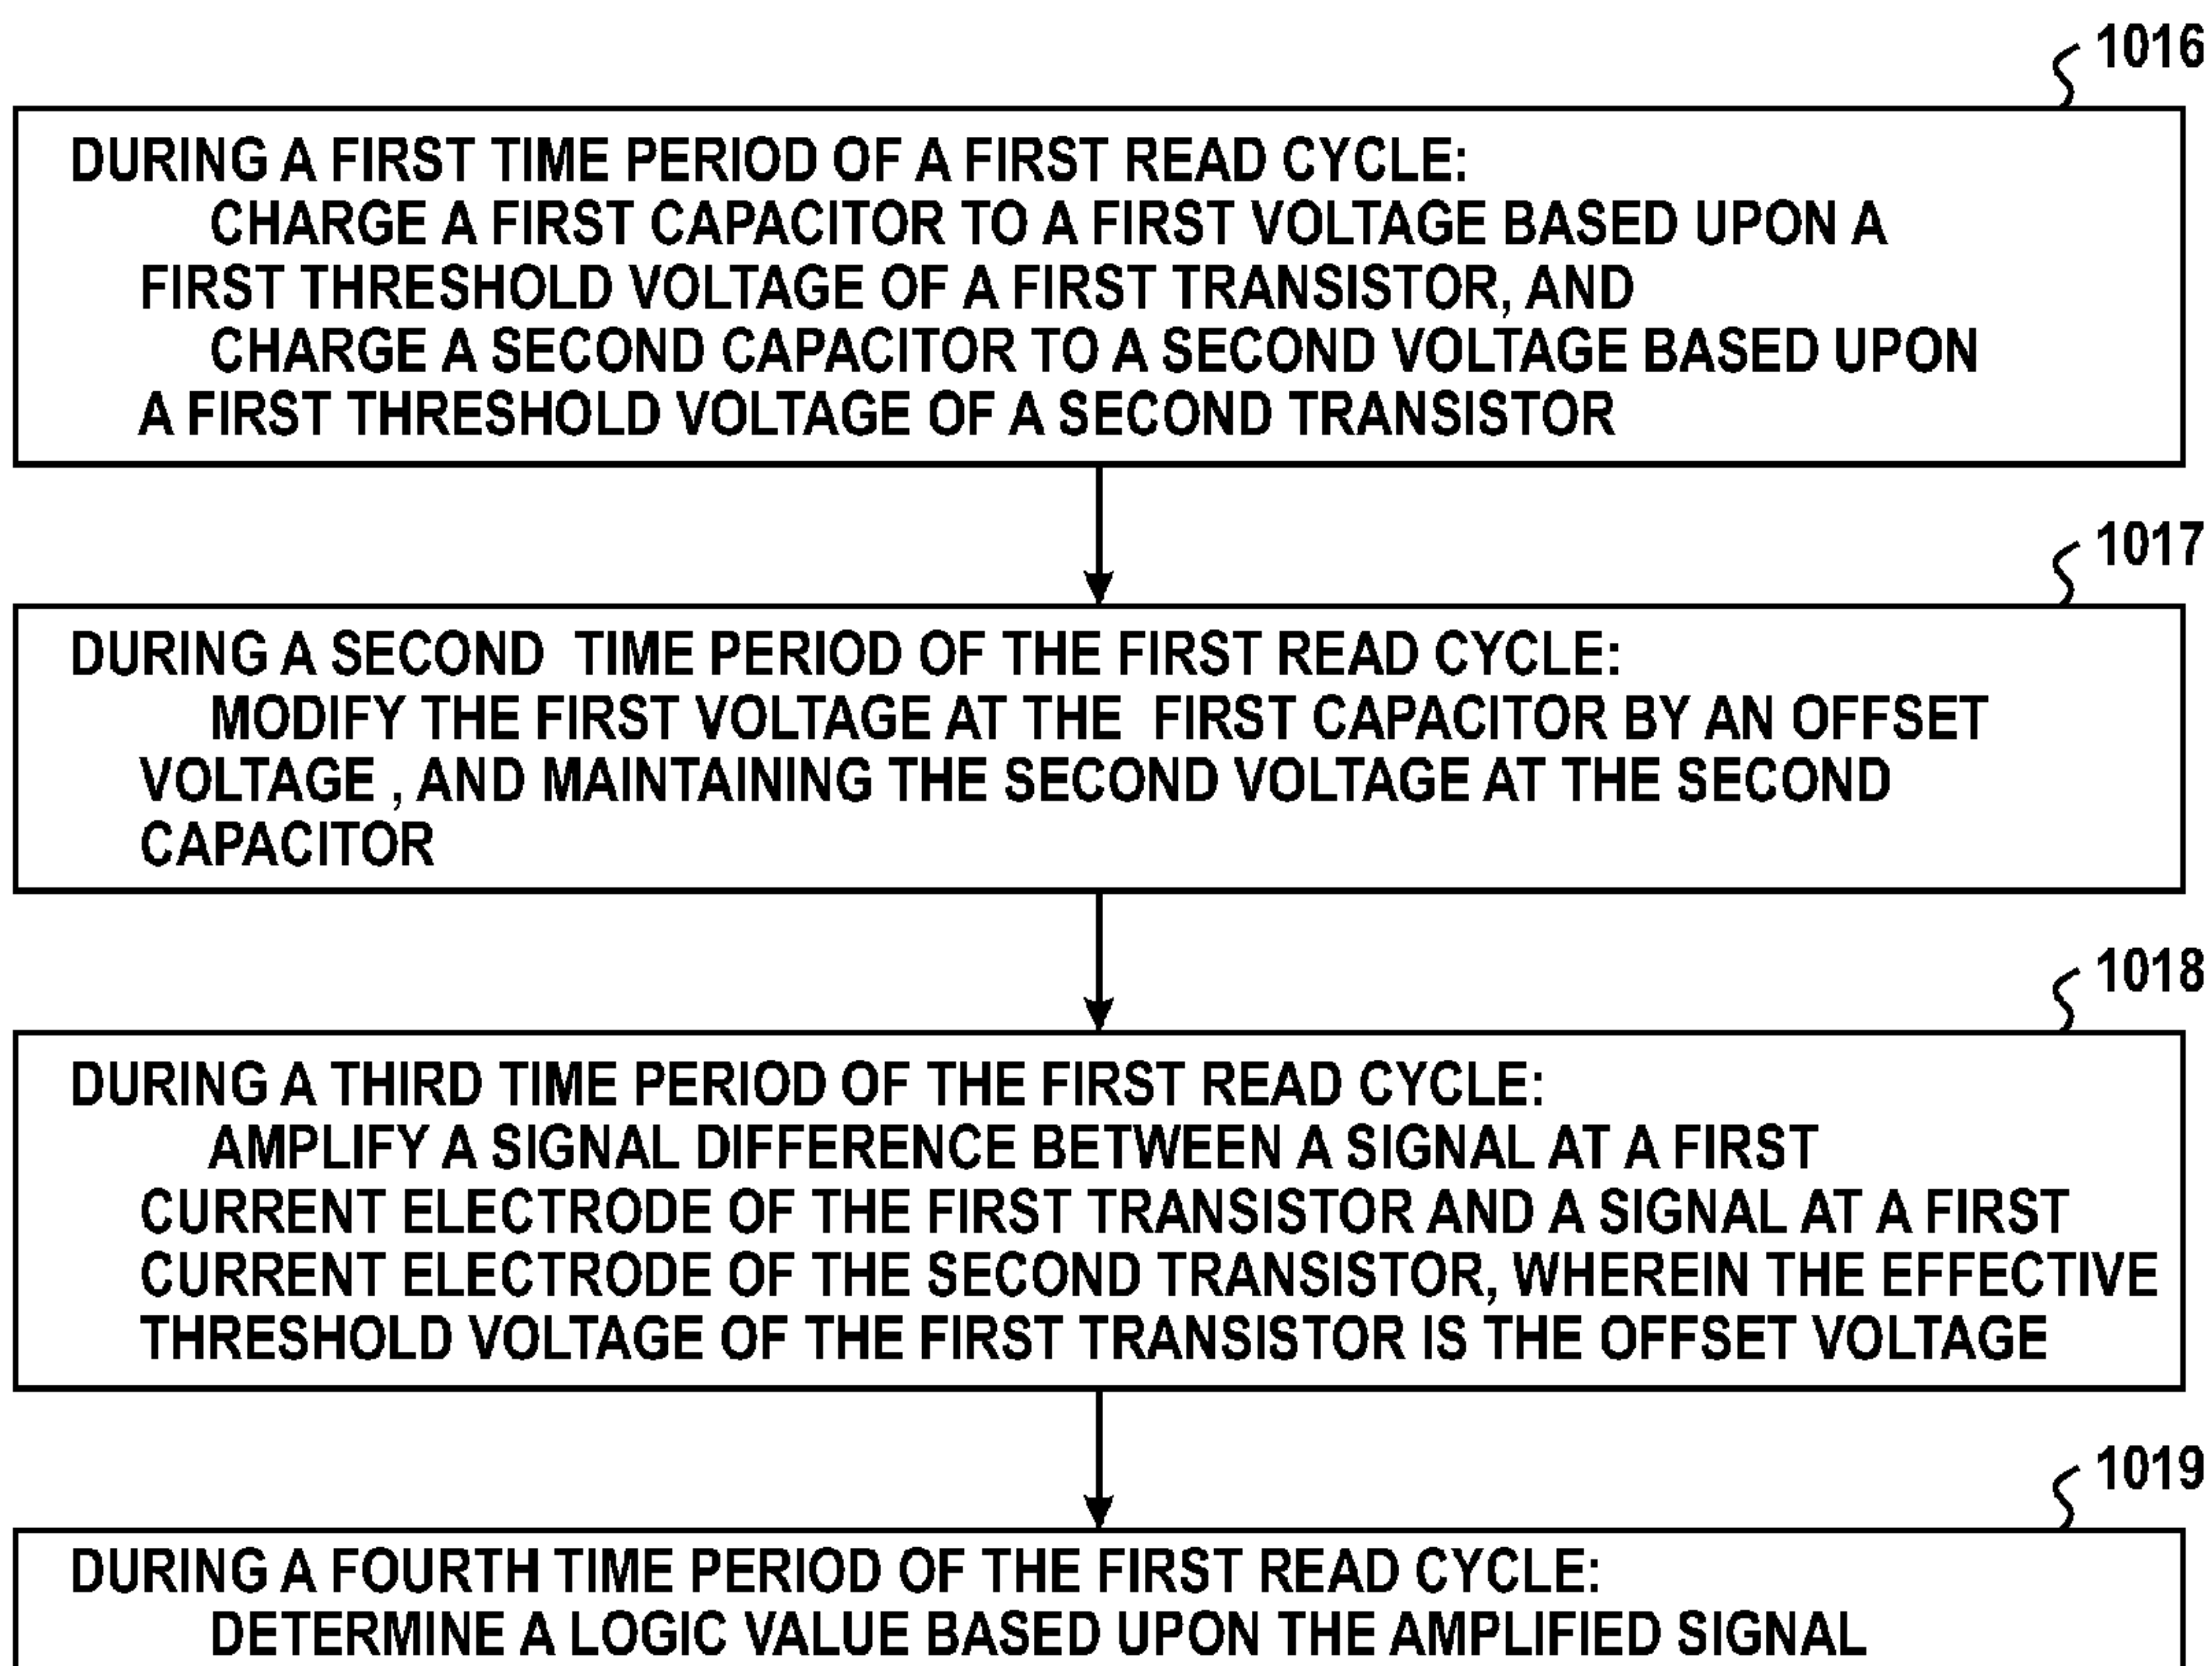 1016
DURING A FIRST TIME PERIOD OF A FIRST READ CYCLE:
CHARGE A FIRST CAPACITOR TO A FIRST VOLTAGE BASED UPON A
FIRST THRESHOLD VOLTAGE OF A FIRST TRANSISTOR, AND
CHARGE A SECOND CAPACITOR TO A SECOND VOLTAGE BASED UPON
A FIRST THRESHOLD VOLTAGE OF A SECOND TRANSISTOR
1017
DURING A SECOND TIME PERIOD OF THE FIRST READ CYCLE:
MODIFY THE FIRST VOLTAGE AT THE FIRST CAPACITOR BY AN OFFSET
VOLTAGE , AND MAINTAINING THE SECOND VOLTAGE AT THE SECOND
CAPACITOR
1018
DURING A THIRD TIME PERIOD OF THE FIRST READ CYCLE:
AMPLIFY A SIGNAL DIFFERENCE BETWEEN A SIGNAL AT A FIRST
CURRENT ELECTRODE OF THE FIRST TRANSISTOR AND A SIGNAL AT A FIRST
CURRENT ELECTRODE OF THE SECOND TRANSISTOR, WHEREIN THE EFFECTIVE
THRESHOLD VOLTAGE OF THE FIRST TRANSISTOR IS THE OFFSET VOLTAGE
1019
DURING A FOURTH TIME PERIOD OF THE FIRST READ CYCLE:
DETERMINE A LOGIC VALUE BASED UPON THE AMPLIFIED SIGNAL